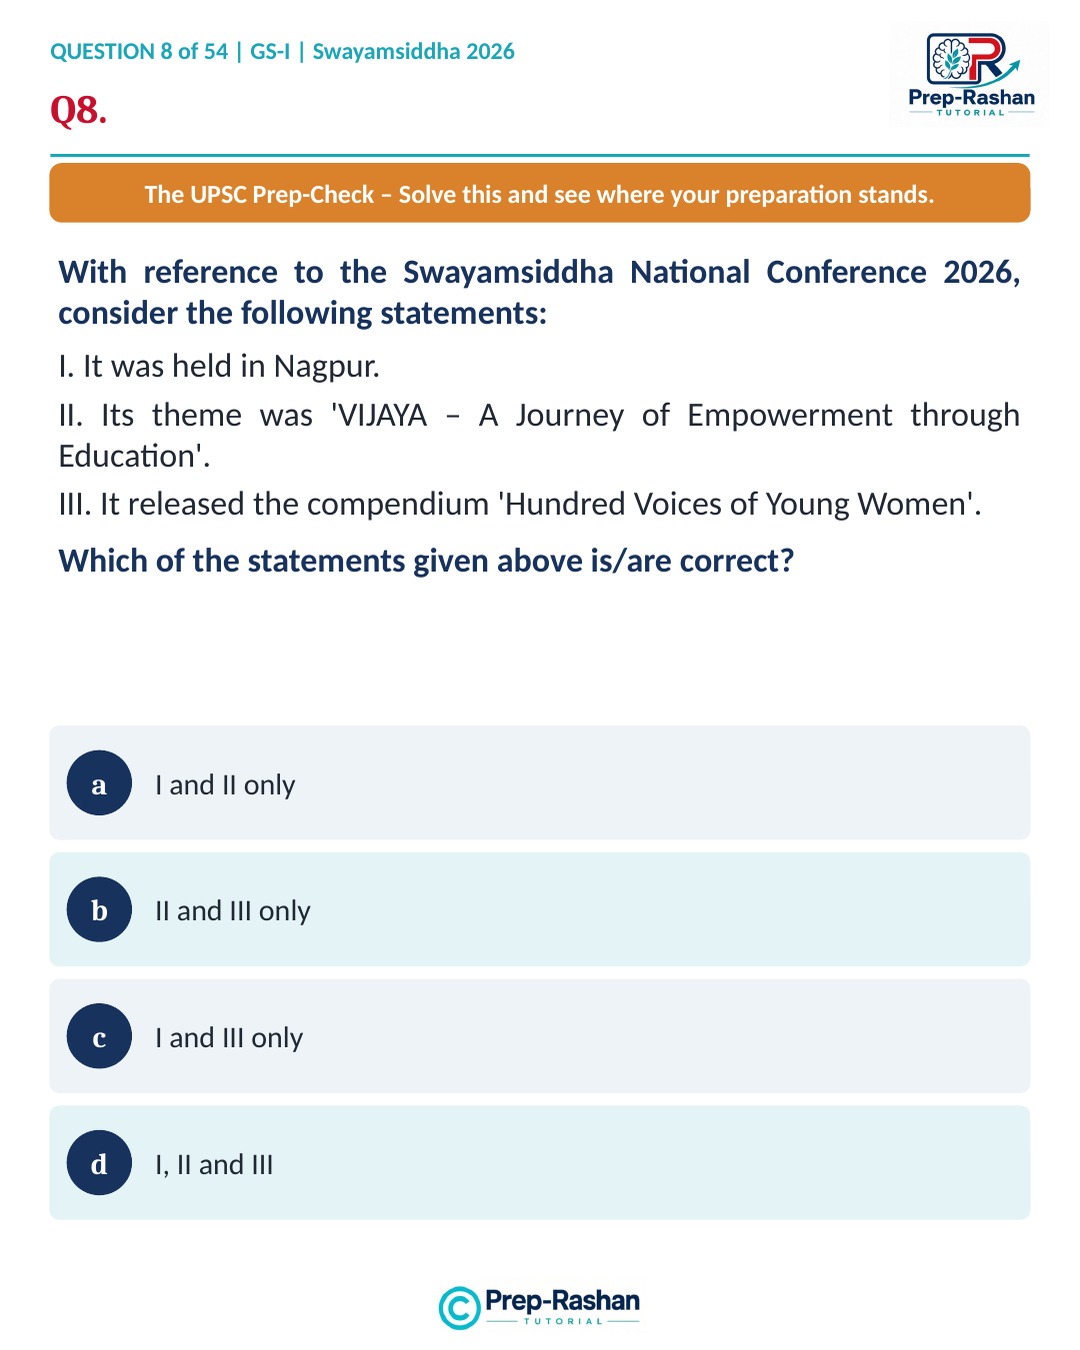 QUESTION 8 of 54 | GS-I | Swayamsiddha 2026
Prep-Rashan
TUTORIAL
Q8.
The UPSC Prep-Check – Solve this and see where your preparation stands.
With reference to the Swayamsiddha National Conference 2026,
consider the following statements:
I. It was held in Nagpur.
II. Its theme was 'VIJAYA – A Journey of Empowerment through
Education'.
III. It released the compendium 'Hundred Voices of Young Women'.
Which of the statements given above is/are correct?
a I and II only
b II and III only
c I and III only
d I, II and III
© Prep-Rashan
TUTORIAL